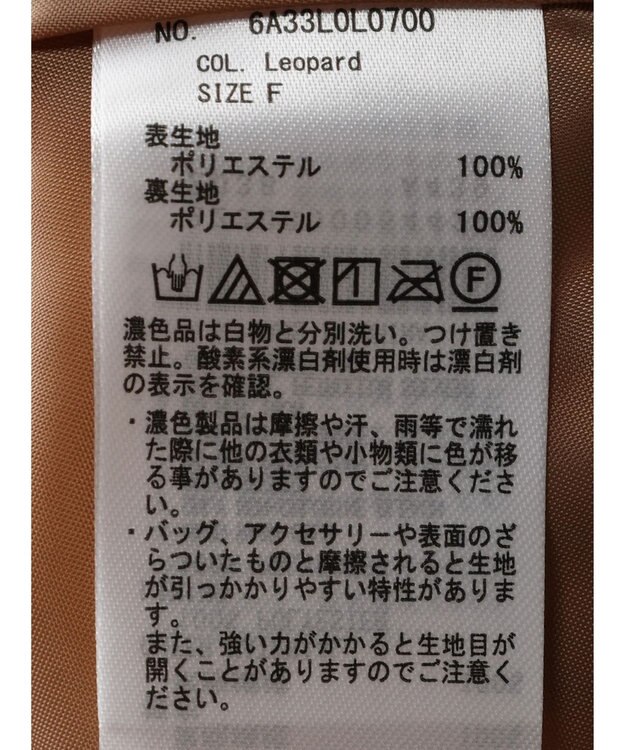 NO. 6A33L0L0700
COL. Leopard
SIZE F
表生地
ポリエステル 100%
裏生地
ポリエステル 100%
F
濃色品は白物と分別洗い。つけ置き
禁止。酸素系漂白剤使用時は漂白剤
の表示を確認。
・濃色製品は摩擦や汗、雨等で濡れ
た際に他の衣類や小物類に色が移
る事がありますのでご注意くださ
い。
・バッグ、アクセサリーや表面のざ
らついたものと摩擦されると生地
が引っかかりやすい特性がありま
す。
また、強い力がかかると生地目が
開くことがありますのでご注意く
ださい。